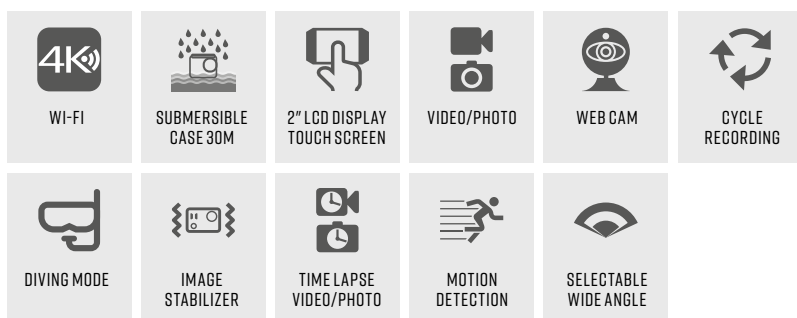 4K
WI-FI
SUBMERSIBLE
CASE 30M
2" LCD DISPLAY
TOUCH SCREEN
VIDEO/PHOTO
WEB CAM
CYCLE
RECORDING
DIVING MODE
IMAGE
STABILIZER
TIME LAPSE
VIDEO/PHOTO
MOTION
DETECTION
SELECTABLE
WIDE ANGLE